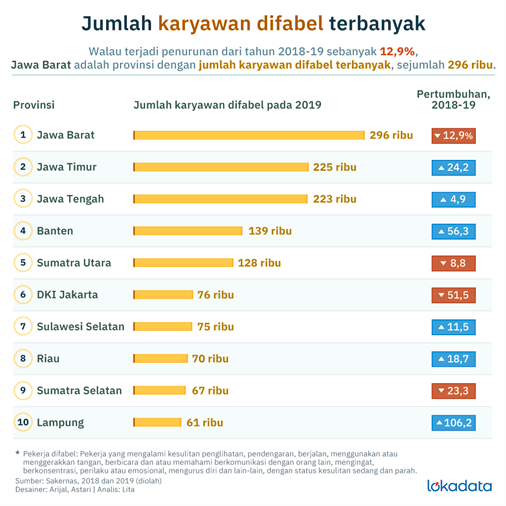 Jumlah karyawan difabel terbanyak
Walau terjadi penurunan dari tahun 2018-19 sebanyak 12,9%,
Jawa Barat adalah provinsi dengan jumlah karyawan difabel terbanyak, sejumlah 296 ribu.
Provinsi
Jumlah karyawan difabel pada 2019
Pertumbuhan,
2018-19
1 Jawa Barat 296 ribu ▼ 12,9%
2 Jawa Timur 225 ribu ▲ 24,2
3 Jawa Tengah 223 ribu ▲ 4,9
4 Banten 139 ribu ▲ 56,3
5 Sumatra Utara 128 ribu ▼ 8,8
6 DKI Jakarta 76 ribu ▼ 51,5
7 Sulawesi Selatan 75 ribu ▲ 11,5
8 Riau 70 ribu ▲ 18,7
9 Sumatra Selatan 67 ribu ▼ 23,3
10 Lampung 61 ribu ▲ 106,2
* Pekerja difabel: Pekerja yang mengalami kesulitan penglihatan, pendengaran, berjalan, menggunakan atau
menggerakkan tangan, berbicara dan atau memahami berkomunikasi dengan orang lain, mengingat,
berkonsentrasi, perilaku atau emosional, mengurus diri dan lain-lain, dengan status kesulitan sedang dan parah.
Sumber: Sakernas, 2018 dan 2019 (diolah)
Desainer: Arijal, Astari | Analis: Lita
lokadata